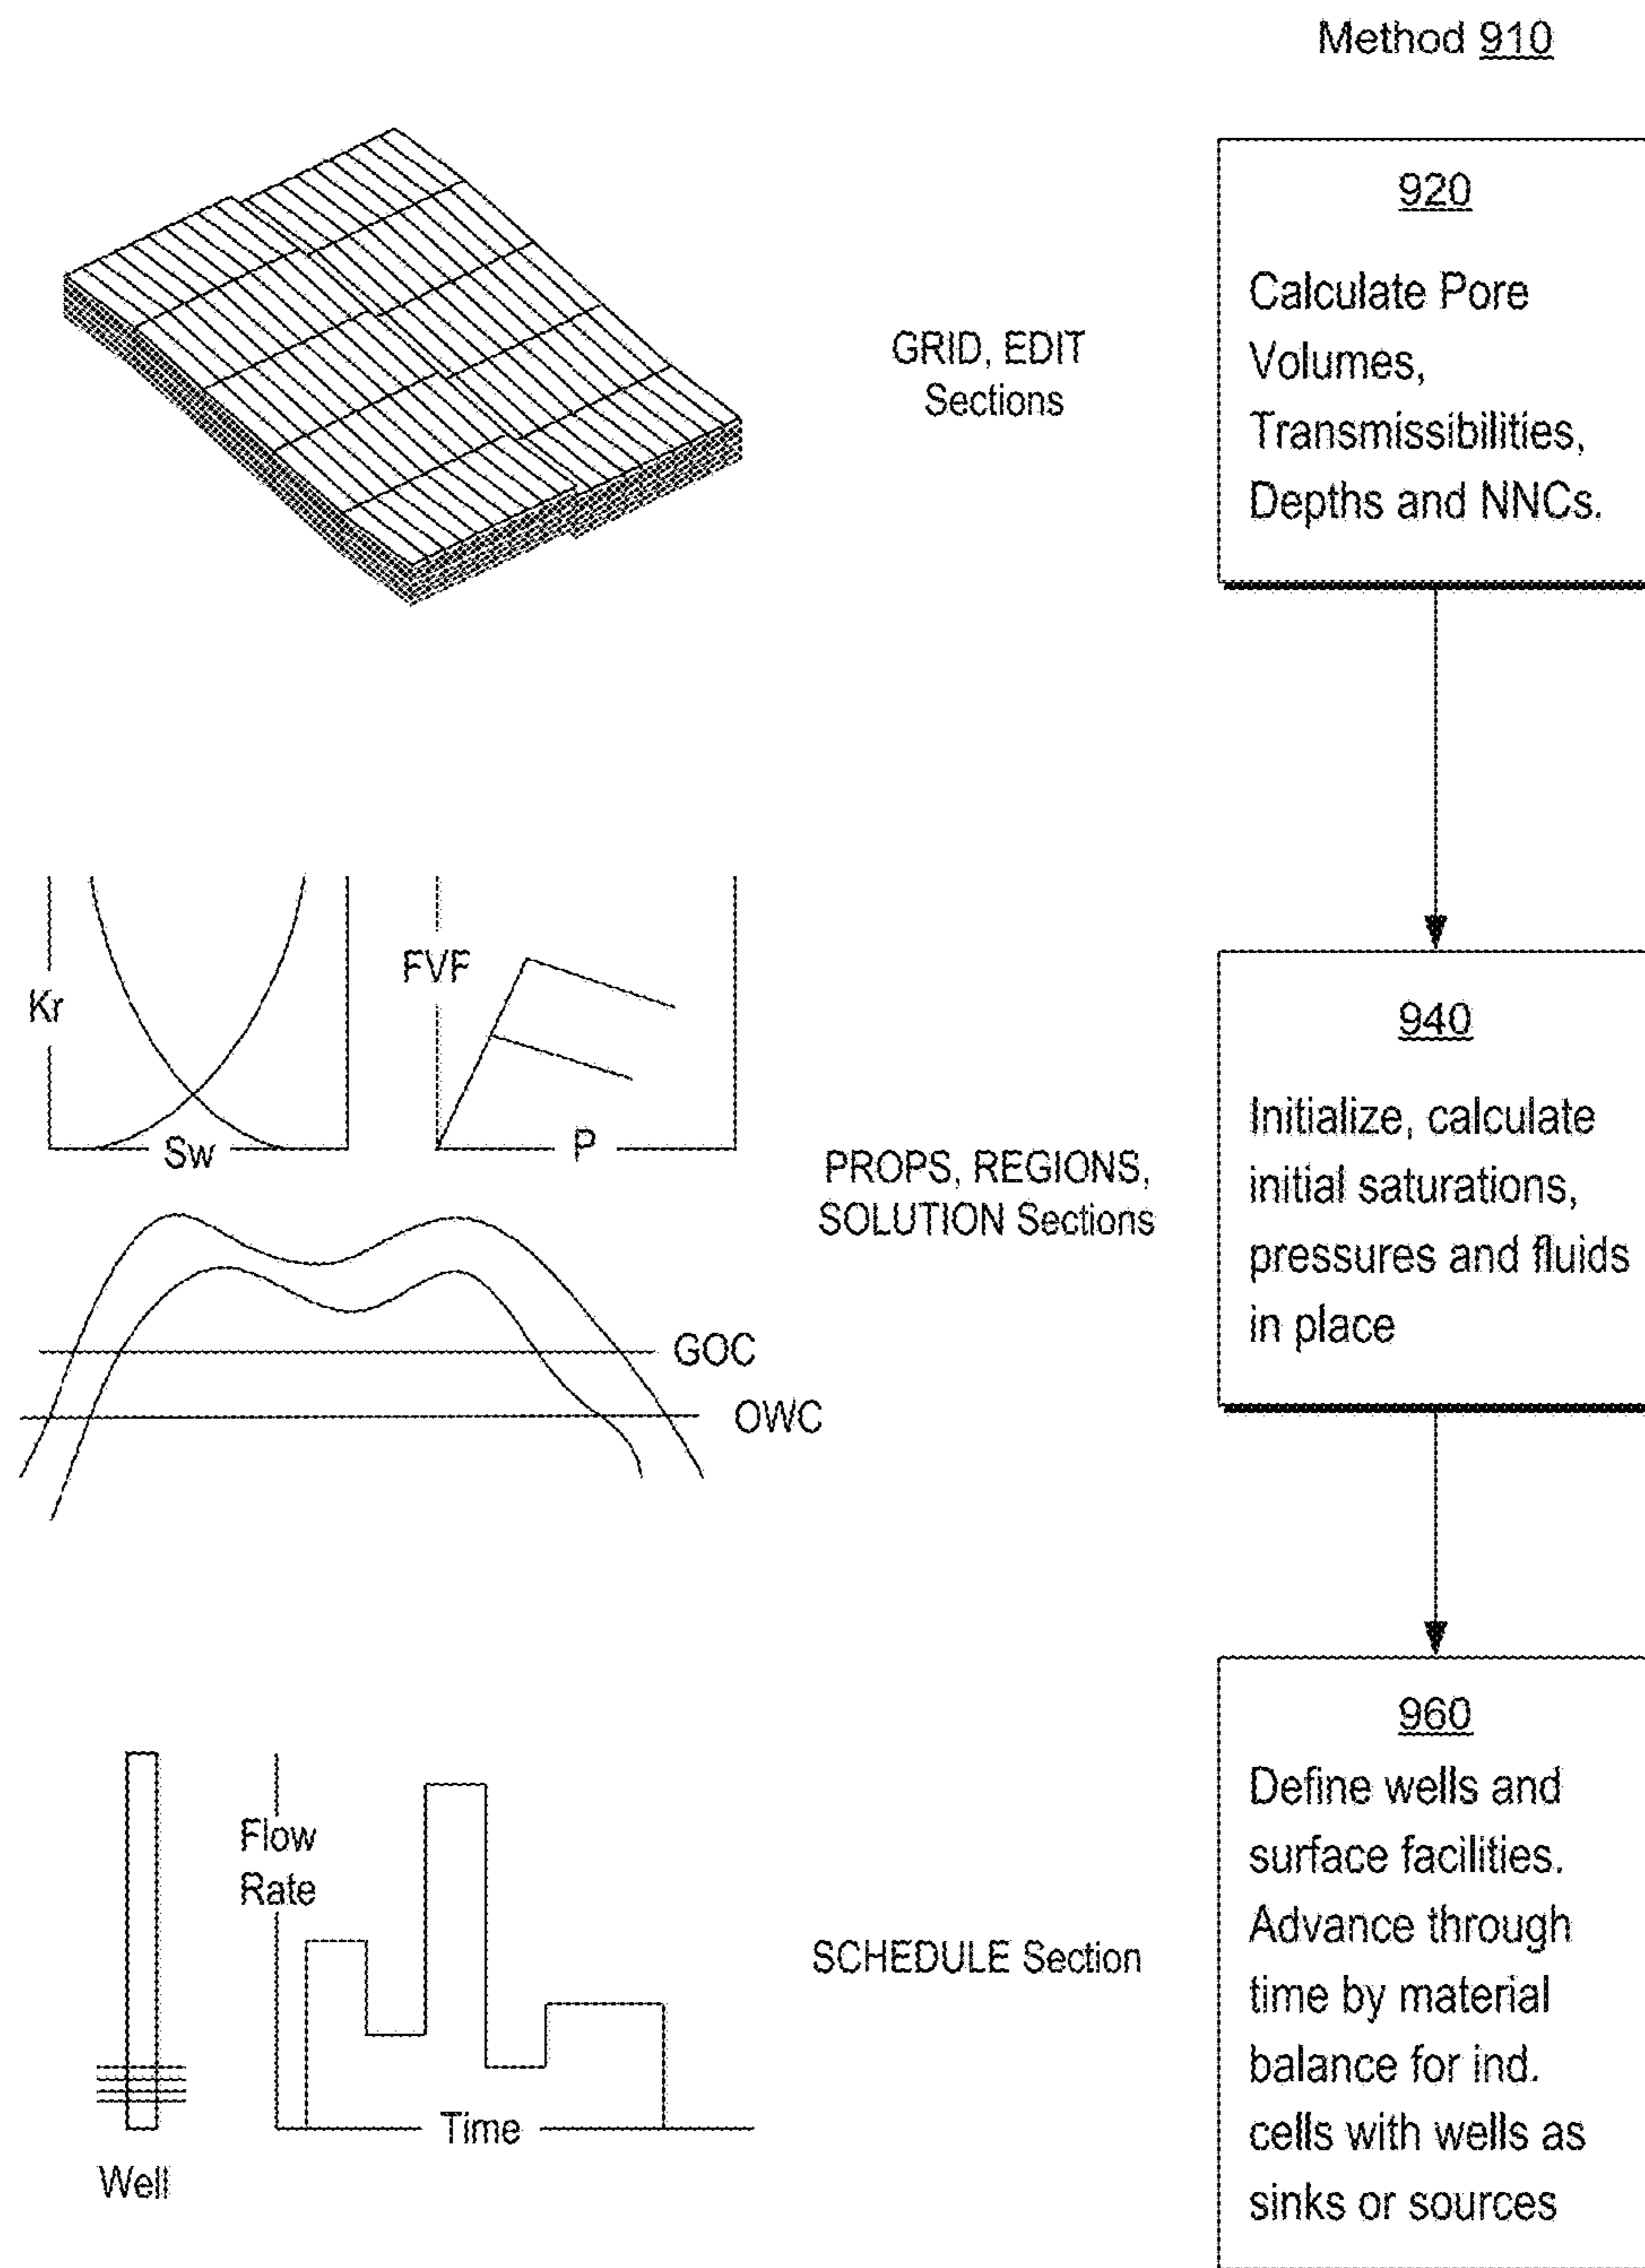 Method 910
GRID, EDIT
Sections
920
Calculate Pore
Volumes,
Transmissibilities,
Depths and NNCs.
Kr
Sw
FVF
P
GOC
OWC
PROPS, REGIONS,
SOLUTION Sections
940
Initialize, calculate
initial saturations,
pressures and fluids
in place
Well
Flow
Rate
Time
SCHEDULE Section
960
Define wells and
surface facilities.
Advance through
time by material
balance for ind.
cells with wells as
sinks or sources